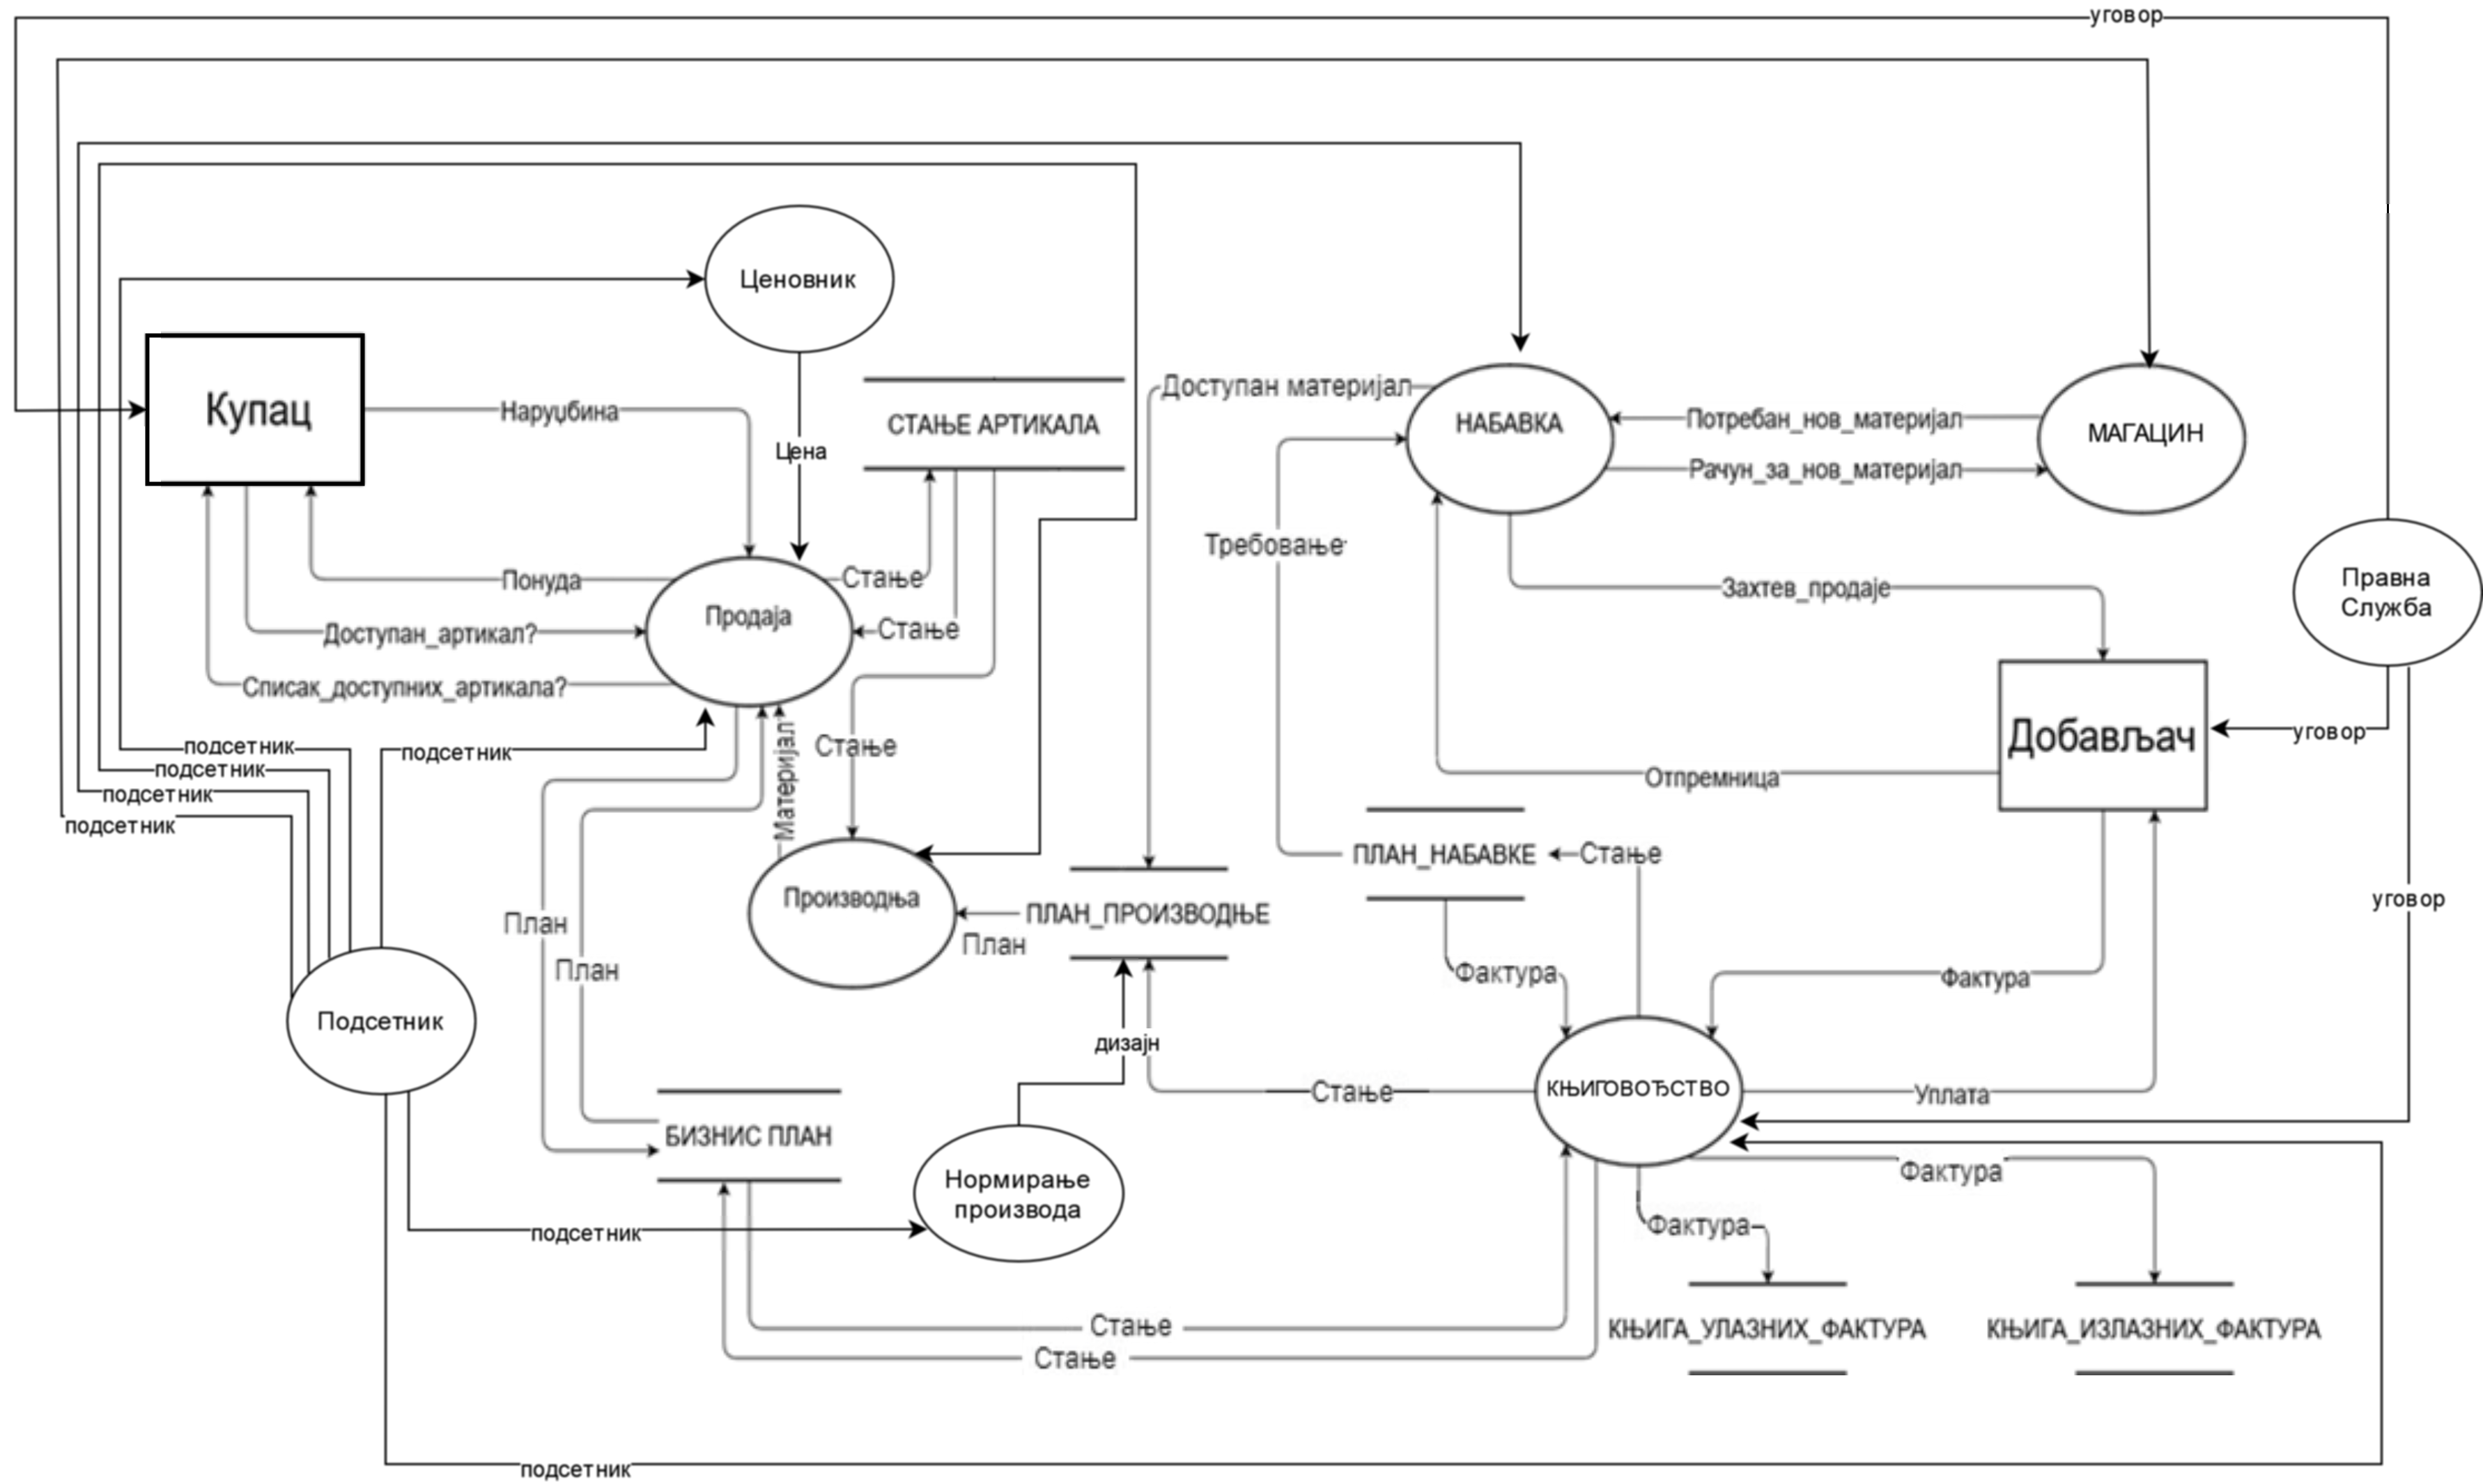 уговор
Ценовник
Купац
Наруџбина
Цена
СТАЊЕ АРТИКАЛА
Доступан материјал
НАБАВКА
Потребан_нов_материјал
Рачун_за_нов_материјал
МАГАЦИН
Требовање
Понуда
Стање
Доступан_артикал?
Продаја
Стање
Списак_доступних_артикала?
Захтев_продаје
Правна
Служба
Добављач
уговор
подсетник
подсетник
подсетник
подсетник
подсетник
Материјал
Стање
Отпремница
ПЛАН_НАБАВКЕ
Стање
Производња
ПЛАН_ПРОИЗВОДЊЕ
План
План
План
уговор
Фактура
Фактура
Подсетник
дизајн
Стање
КЊИГОВОЂСТВО
Уплата
БИЗНИС ПЛАН
Нормирање
производа
подсетник
Фактура
Фактура
Стање
Стање
КЊИГА_УЛАЗНИХ_ФАКТУРА
КЊИГА_ИЗЛАЗНИХ_ФАКТУРА
подсетник